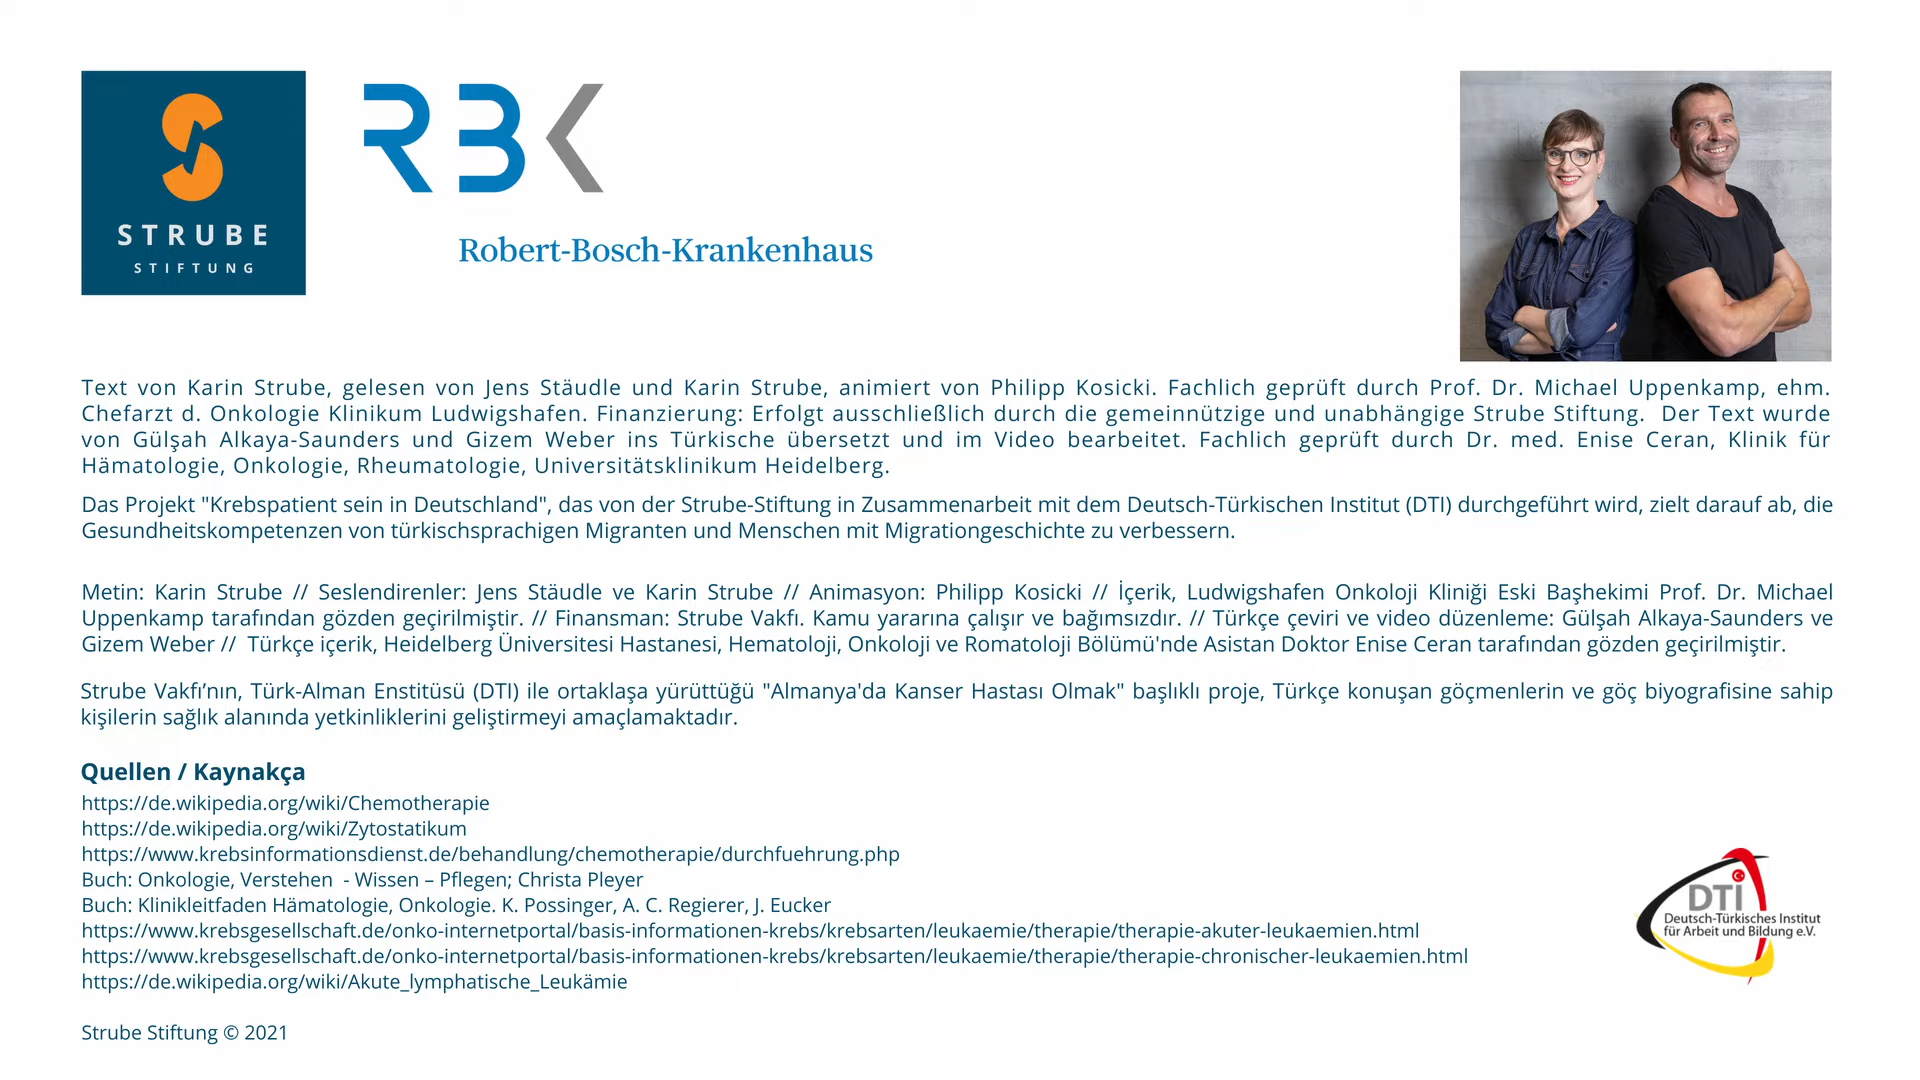 STRUBE
STIFTUNG
RBK
Robert-Bosch-Krankenhaus
Text von Karin Strube, gelesen von Jens Stäudle und Karin Strube, animiert von Philipp Kosicki. Fachlich geprüft durch Prof. Dr. Michael Uppenkamp, ehm.
Chefarzt d. Onkologie Klinikum Ludwigshafen. Finanzierung: Erfolgt ausschließlich durch die gemeinnützige und unabhängige Strube Stiftung. Der Text wurde
von Gülşah Alkaya-Saunders und Gizem Weber ins Türkische übersetzt und im Video bearbeitet. Fachlich geprüft durch Dr. med. Enise Ceran, Klinik für
Hämatologie, Onkologie, Rheumatologie, Universitätsklinikum Heidelberg.
Das Projekt "Krebspatient sein in Deutschland", das von der Strube-Stiftung in Zusammenarbeit mit dem Deutsch-Türkischen Institut (DTI) durchgeführt wird, zielt darauf ab, die
Gesundheitskompetenzen von türkischsprachigen Migranten und Menschen mit Migrationgeschichte zu verbessern.
Metin: Karin Strube // Seslendirenler: Jens Stäudle ve Karin Strube // Animasyon: Philipp Kosicki // İçerik, Ludwigshafen Onkoloji Kliniği Eski Başhekimi Prof. Dr. Michael
Uppenkamp tarafından gözden geçirilmiştir. // Finansman: Strube Vakfı. Kamu yararına çalışır ve bağımsızdır. // Türkçe çeviri ve video düzenleme: Gülşah Alkaya-Saunders ve
Gizem Weber // Türkçe içerik, Heidelberg Üniversitesi Hastanesi, Hematoloji, Onkoloji ve Romatoloji Bölümü'nde Asistan Doktor Enise Ceran tarafından gözden geçirilmiştir.
Strube Vakfı’nın, Türk-Alman Enstitüsü (DTI) ile ortaklaşa yürüttüğü "Almanya'da Kanser Hastası Olmak" başlıklı proje, Türkçe konuşan göçmenlerin ve göç biyografisine sahip
kişilerin sağlık alanında yetkinliklerini geliştirmeyi amaçlamaktadır.
Quellen / Kaynakça
https://de.wikipedia.org/wiki/Chemotherapie
https://de.wikipedia.org/wiki/Zytostatikum
https://www.krebsinformationsdienst.de/behandlung/chemotherapie/durchfuehrung.php
Buch: Onkologie, Verstehen - Wissen – Pflegen; Christa Pleyer
Buch: Klinikleitfaden Hämatologie, Onkologie. K. Possinger, A. C. Regierer, J. Eucker
https://www.krebsgesellschaft.de/onko-internetportal/basis-informationen-krebs/krebsarten/leukaemie/therapie/therapie-akuter-leukaemien.html
https://www.krebsgesellschaft.de/onko-internetportal/basis-informationen-krebs/krebsarten/leukaemie/therapie/therapie-chronischer-leukaemien.html
https://de.wikipedia.org/wiki/Akute_lymphatische_Leukämie
DTI
Deutsch-Türkisches Institut
für Arbeit und Bildung e.V.
Strube Stiftung © 2021